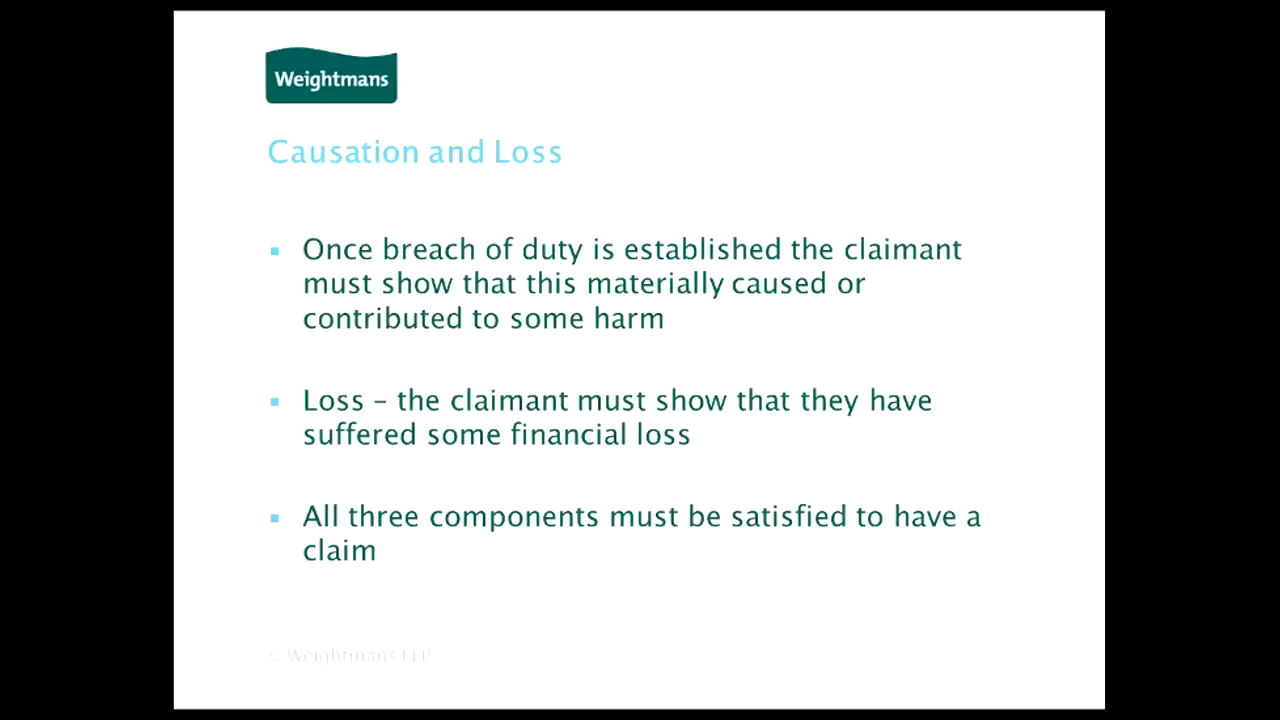 Weightmans
Causation and Loss
▪ Once breach of duty is established the claimant
must show that this materially caused or
contributed to some harm
▪ Loss – the claimant must show that they have
suffered some financial loss
▪ All three components must be satisfied to have a
claim
© Weightmans LLP